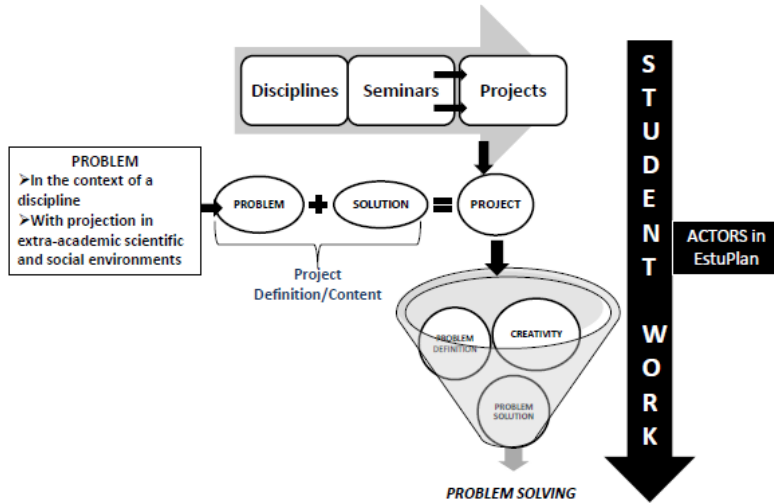 Disciplines
Seminars
Projects
PROBLEM
➢In the context of a
discipline
➢With projection in
extra-academic scientific
and social environments
PROBLEM
+
SOLUTION
=
PROJECT
Project
Definition/Content
PROBLEM
DEFINITION
CREATIVITY
PROBLEM
SOLUTION
PROBLEM SOLVING
S
T
U
D
E
N
T
W
O
R
K
ACTORS in
EstuPlan